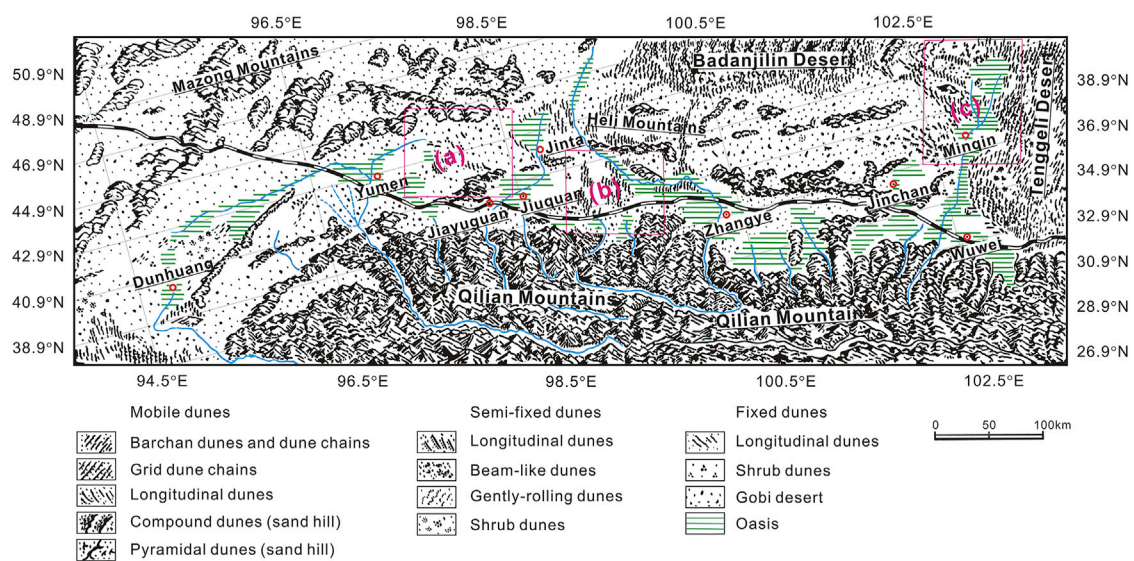 96.5°E 98.5°E 100.5°E 102.5°E
50.9°N
48.9°N
46.9°N
44.9°N
42.9°N
40.9°N
38.9°N
38.9°N
36.9°N
34.9°N
32.9°N
30.9°N
28.9°N
26.9°N
Mazong Mountains
Badanjilin Desert
Tenggeli Desert
Heli Mountains
(a)
(b)
(c)
Jinta
Minqin
Yumen
Jiayuguan
Jiuquan
Zhangye
Jinchang
Wuwei
Dunhuang
Qilian Mountains
Qilian Mountains
94.5°E 96.5°E 98.5°E 100.5°E 102.5°E
Mobile dunes
Barchan dunes and dune chains
Grid dune chains
Longitudinal dunes
Compound dunes (sand hill)
Pyramidal dunes (sand hill)
Semi-fixed dunes
Longitudinal dunes
Beam-like dunes
Gently-rolling dunes
Shrub dunes
Fixed dunes
Longitudinal dunes
Shrub dunes
Gobi desert
Oasis
0 50 100km